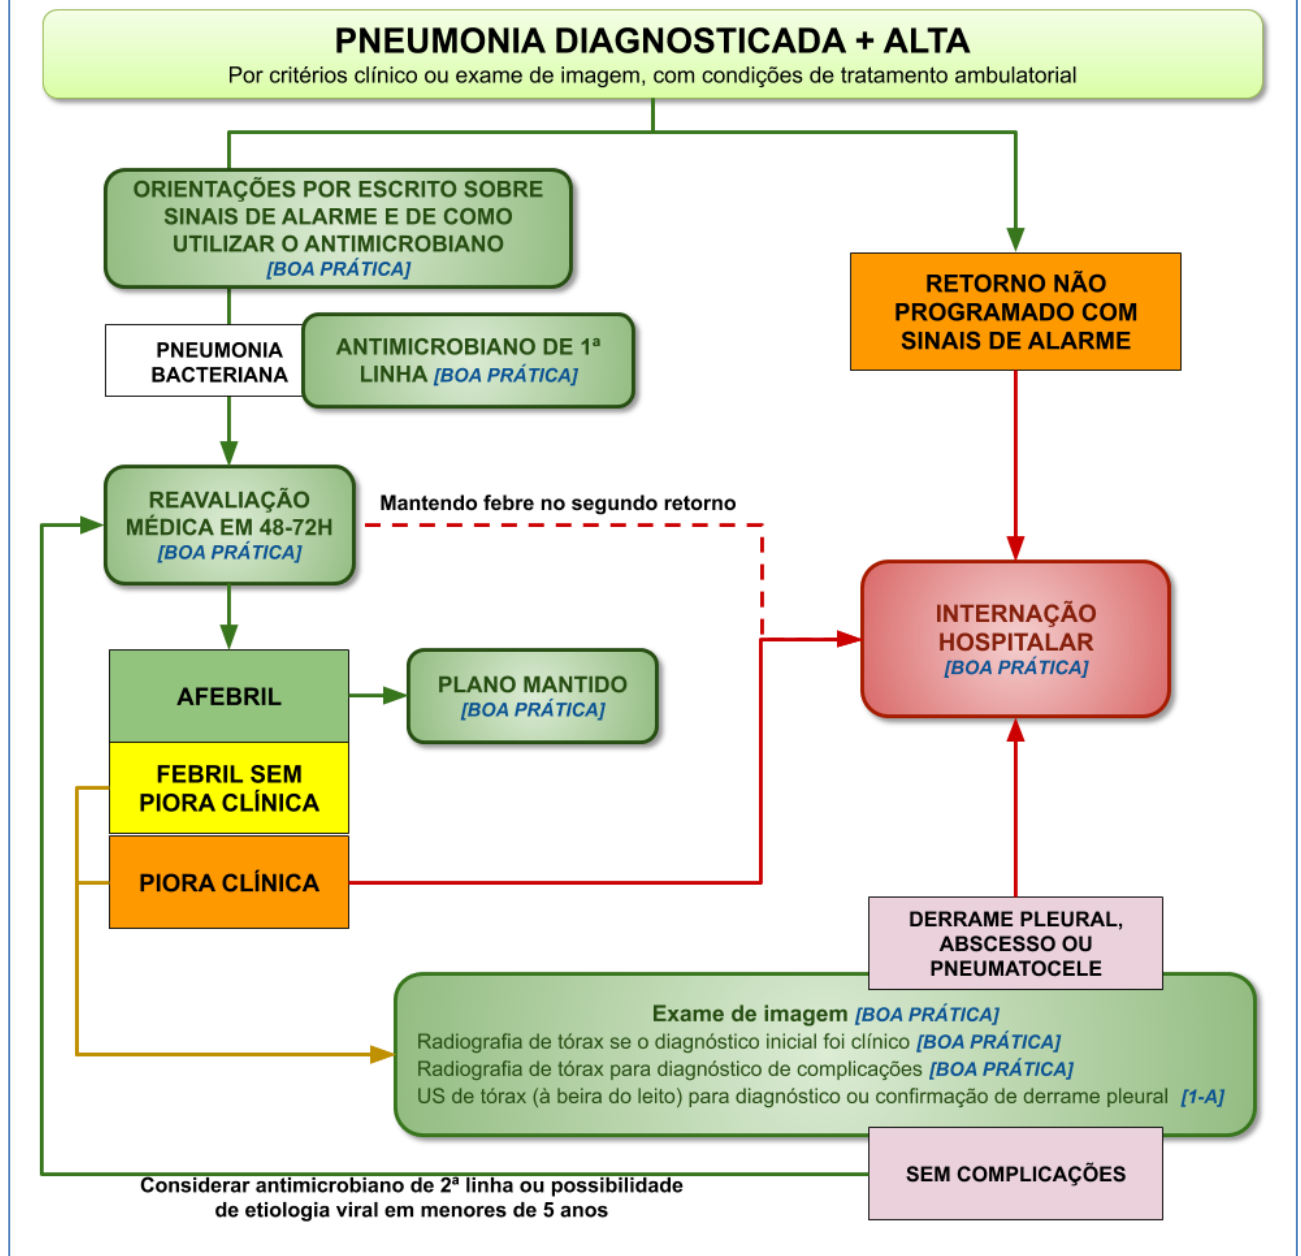 PNEUMONIA DIAGNOSTICADA + ALTA
Por critérios clínico ou exame de imagem, com condições de tratamento ambulatorial
ORIENTAÇÕES POR ESCRITO SOBRE
SINAIS DE ALARME E DE COMO
UTILIZAR O ANTIMICROBIANO
[BOA PRÁTICA]
RETORNO NÃO
PROGRAMADO COM
SINAIS DE ALARME
PNEUMONIA
BACTERIANA
ANTIMICROBIANO DE 1ª
LINHA [BOA PRÁTICA]
REAVALIAÇÃO
MÉDICA EM 48-72H
[BOA PRÁTICA]
Mantendo febre no segundo retorno
INTERNAÇÃO
HOSPITALAR
[BOA PRÁTICA]
AFEBRIL
PLANO MANTIDO
[BOA PRÁTICA]
FEBRIL SEM
PIORA CLÍNICA
PIORA CLÍNICA
DERRAME PLEURAL,
ABSCESSO OU
PNEUMATOCELE
Exame de imagem [BOA PRÁTICA]
Radiografia de tórax se o diagnóstico inicial foi clínico [BOA PRÁTICA]
Radiografia de tórax para diagnóstico de complicações [BOA PRÁTICA]
US de tórax (à beira do leito) para diagnóstico ou confirmação de derrame pleural [1-A]
SEM COMPLICAÇÕES
Considerar antimicrobiano de 2ª linha ou possibilidade
de etiologia viral em menores de 5 anos